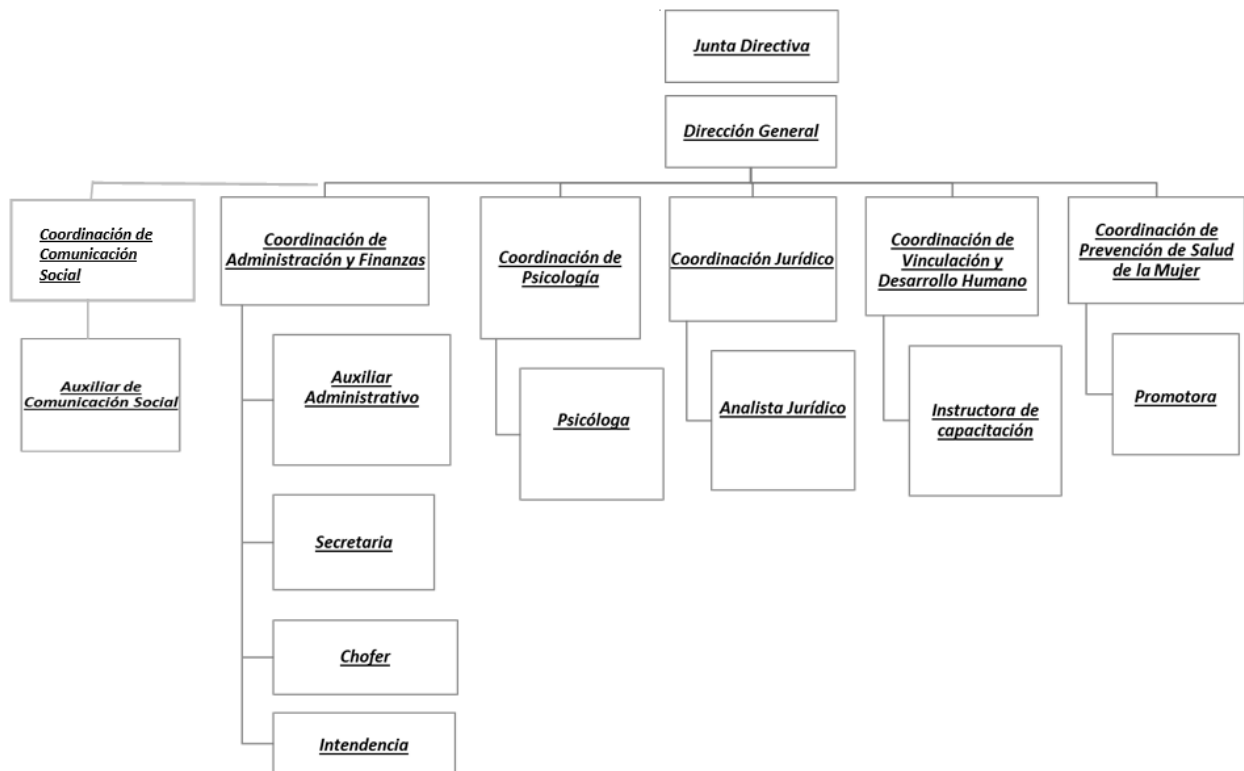 Junta Directiva
Dirección General
Coordinación de
Comunicación
Social
Coordinación de
Administración y Finanzas
Coordinación de
Psicología
Coordinación Jurídico
Coordinación de
Vinculación y
Desarrollo Humano
Coordinación de
Prevención de Salud
de la Mujer
Auxiliar de
Comunicación Social
Auxiliar
Administrativo
Psicóloga
Analista Jurídico
Instructora de
capacitación
Promotora
Secretaria
Chofer
Intendencia